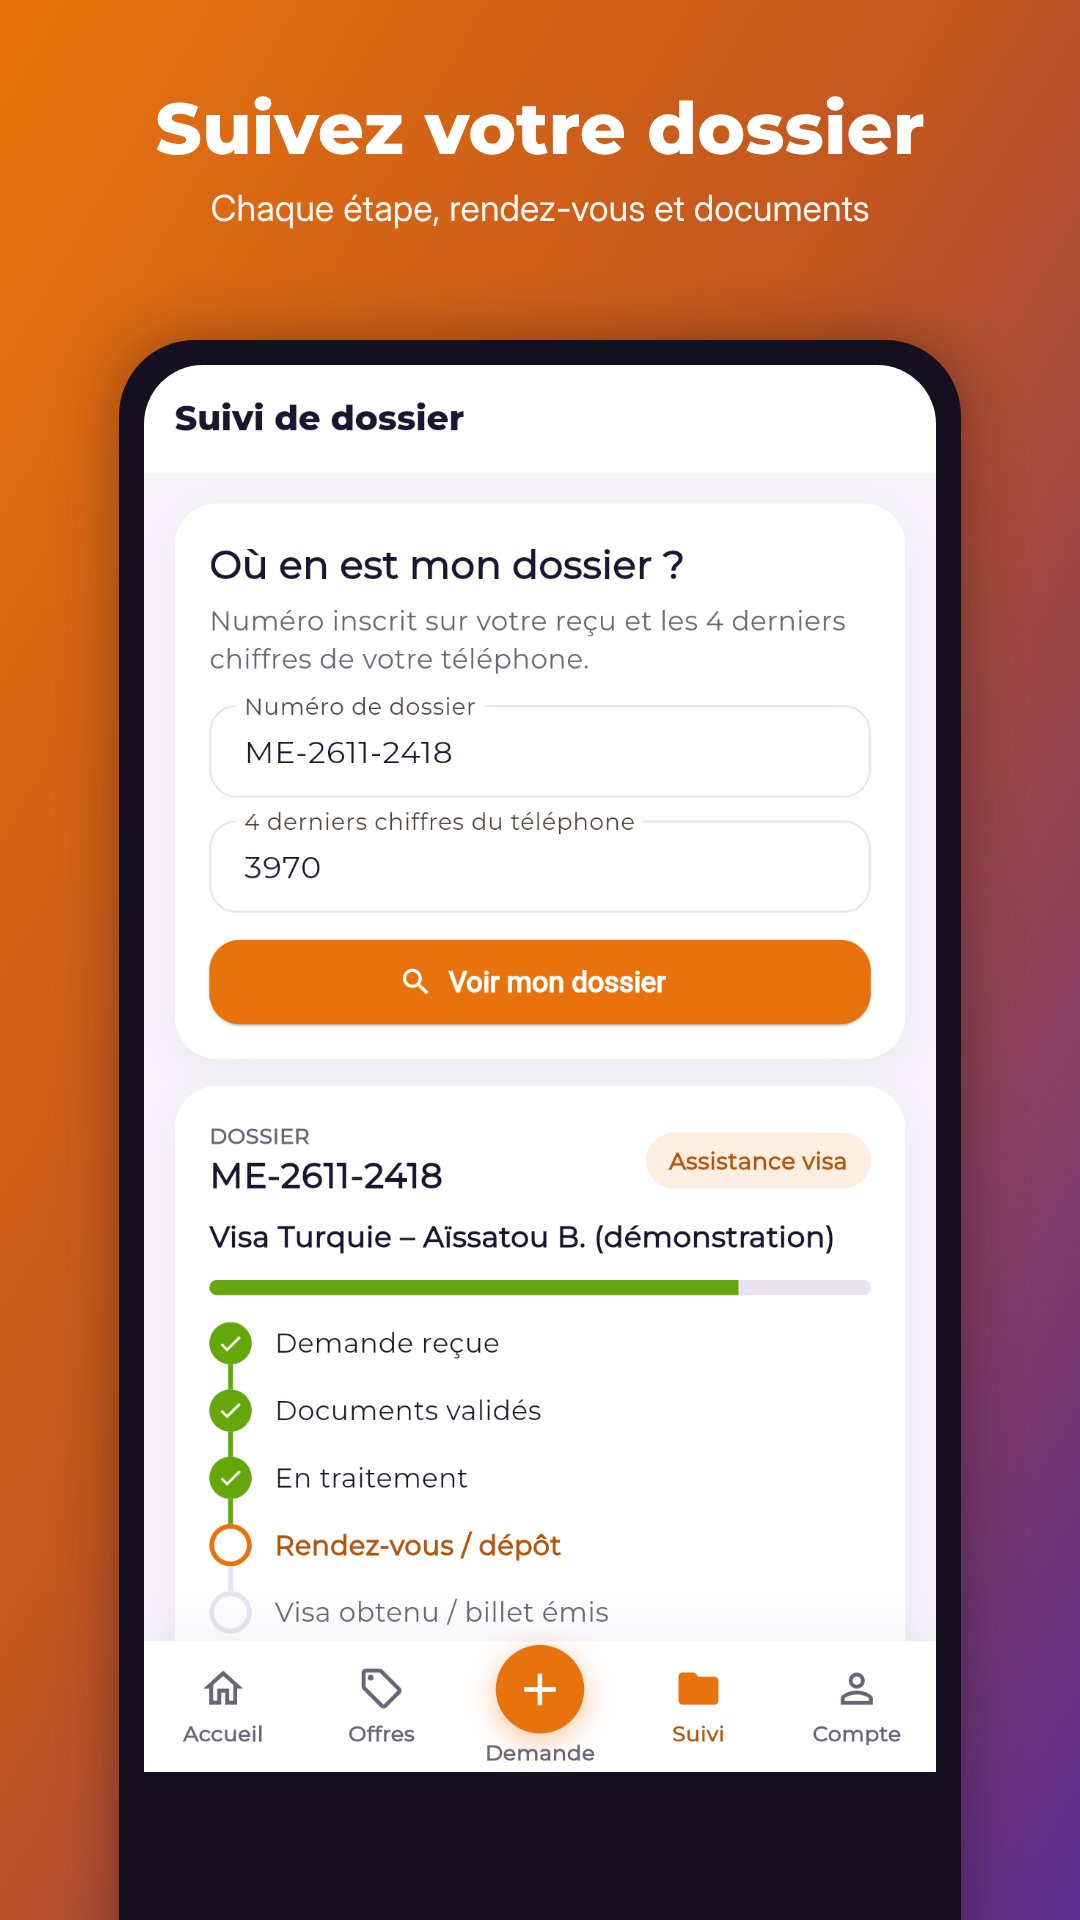 Suivez votre dossier
Chaque étape, rendez-vous et documents
Suivi de dossier
Où en est mon dossier ?
Numéro inscrit sur votre reçu et les 4 derniers
chiffres de votre téléphone.
Numéro de dossier
ME-2611-2418
4 derniers chiffres du téléphone
3970
Voir mon dossier
DOSSIER
ME-2611-2418
Assistance visa
Visa Turquie – Aïssatou B. (démonstration)
Demande reçue
Documents validés
En traitement
Rendez-vous / dépôt
Visa obtenu / billet émis
Accueil
Offres
Demande
Suivi
Compte